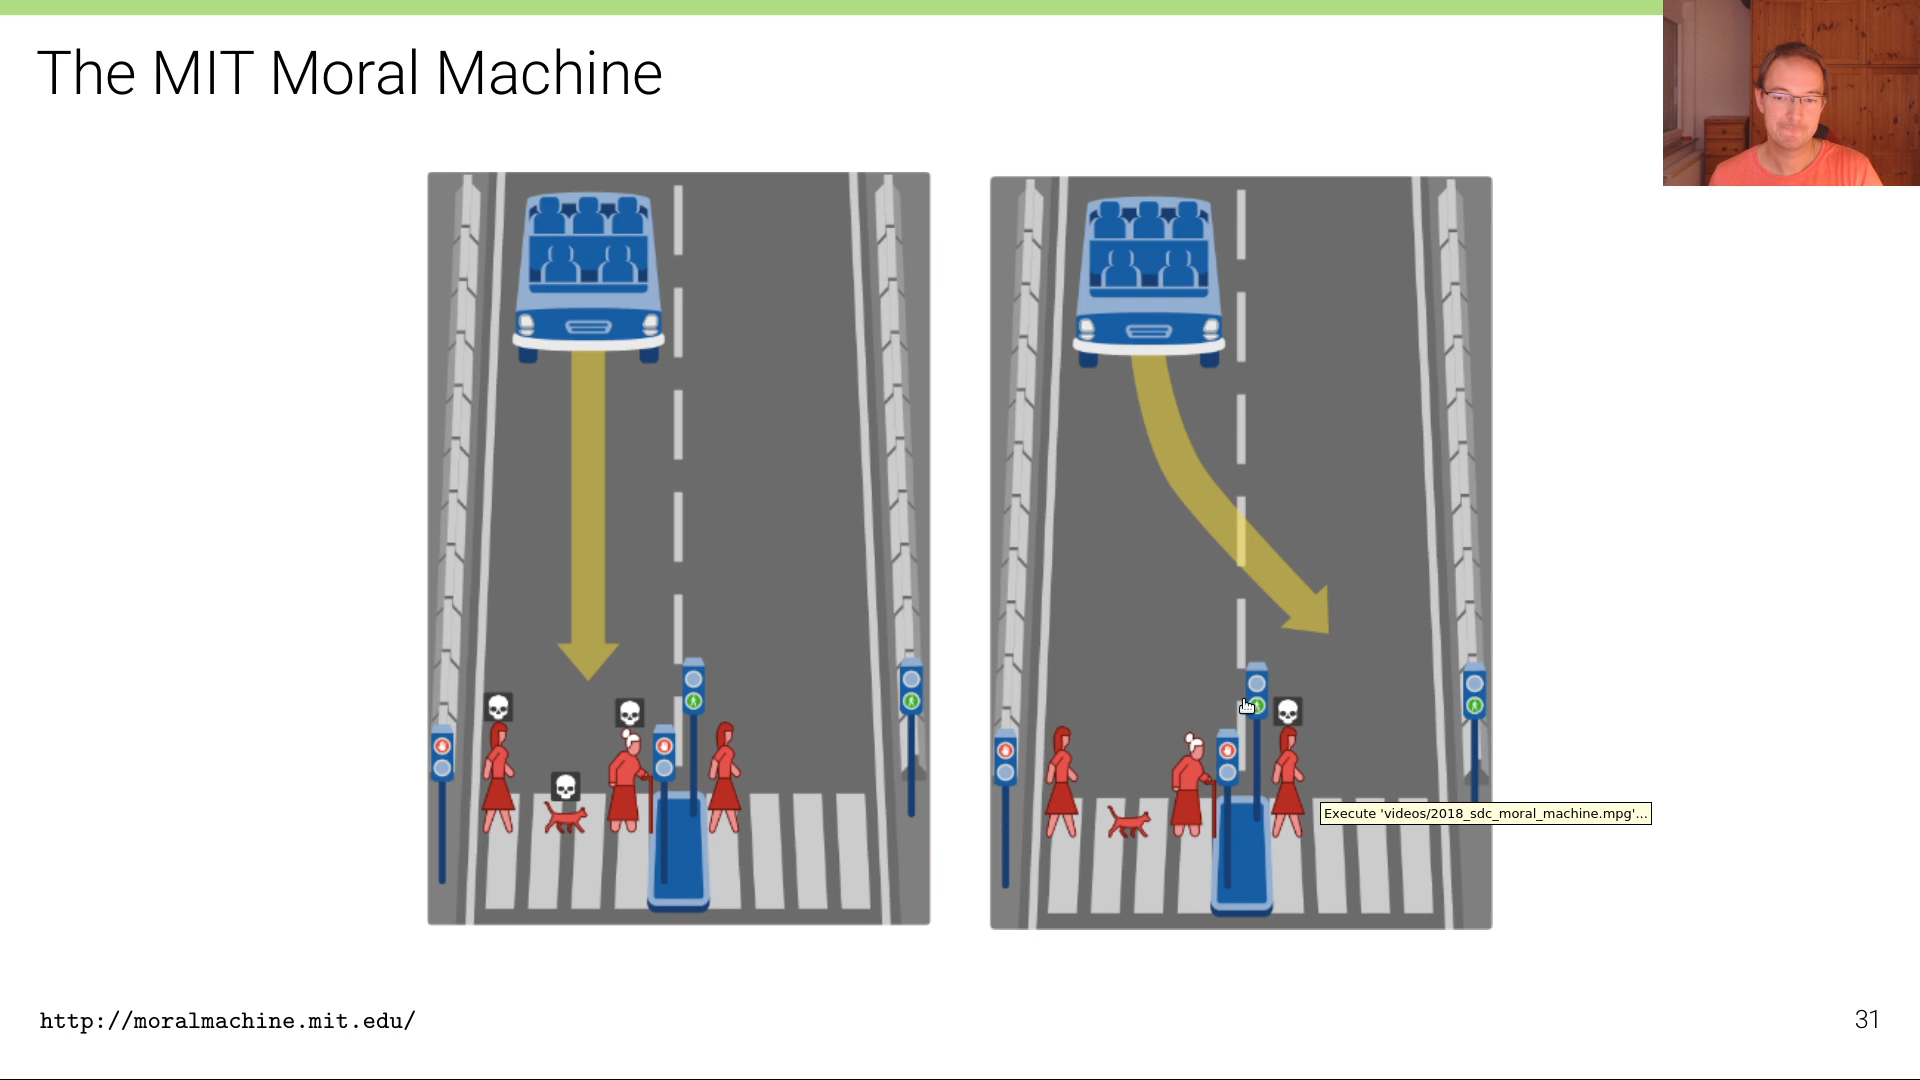 The MIT Moral Machine
Execute 'videos/2018_sdc_moral_machine.mpg'...
http://moralmachine.mit.edu/
31